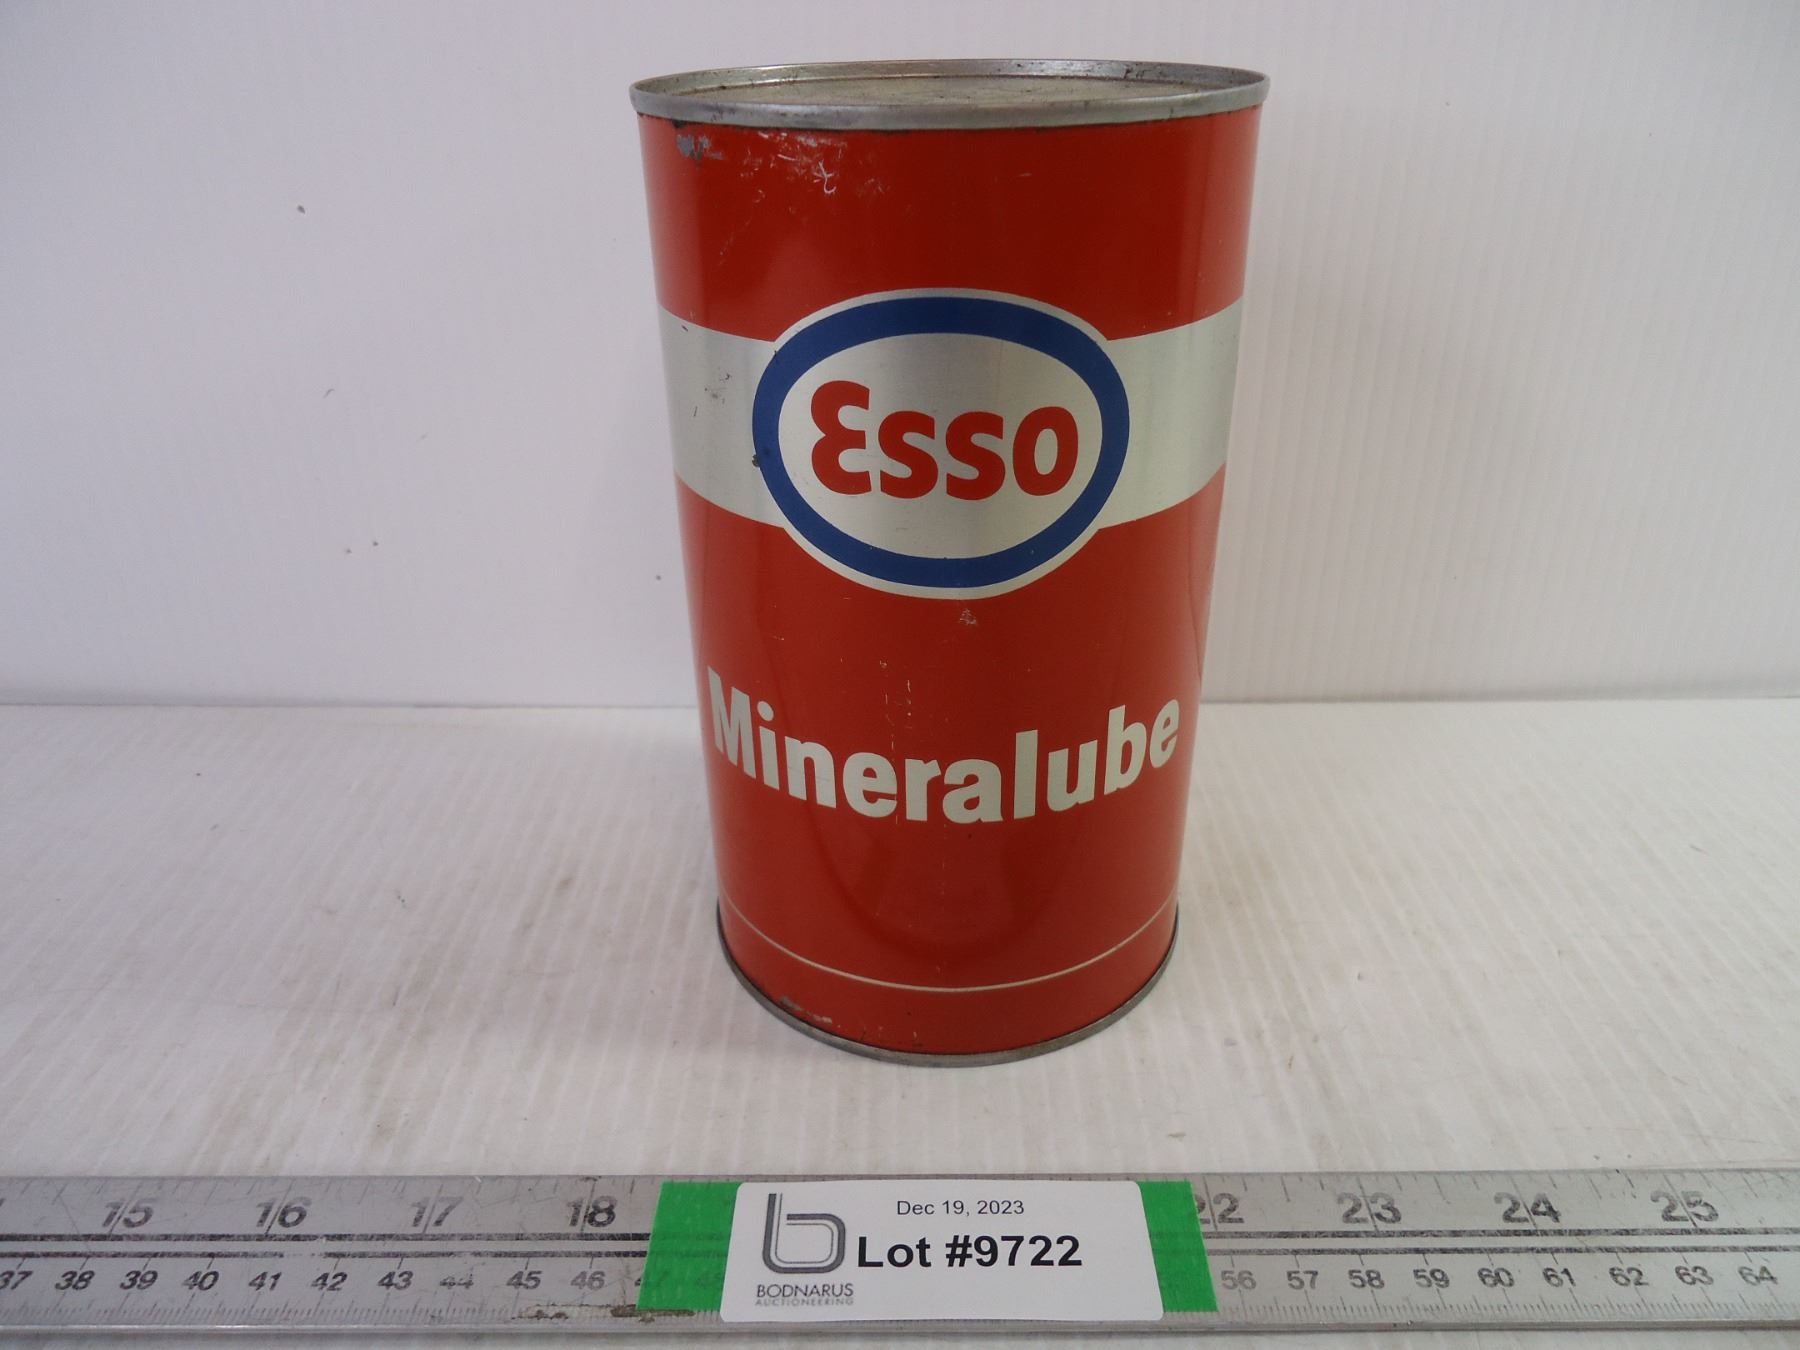 Esso
Mineralube
15 16 17 18 22 23 24 25
Dec 19, 2023
Lot #9722
BODNARUS
AUCTIONEERING
37 38 39 40 41 42 43 44 45 46 47 56 57 58 59 60 61 62 63 64